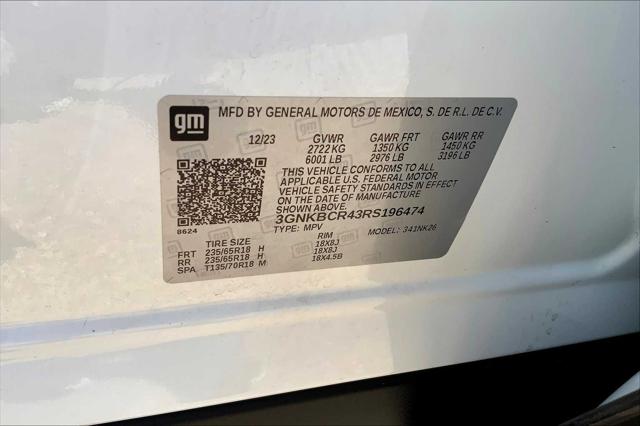 gm
MFD BY GENERAL MOTORS DE MEXICO, S. DE R.L. DE C.V.
12/23 GVWR GAWR FRT GAWR RR
2722 KG 1350 KG 1450 KG
6001 LB 2976 LB 3196 LB
THIS VEHICLE CONFORMS TO ALL
APPLICABLE U.S. FEDERAL MOTOR
VEHICLE SAFETY STANDARDS IN EFFECT
ON THE DATE OF MANUFACTURE
SHOWN ABOVE.
3GNKBCR43RS196474
8624
TYPE: MPV MODEL: 341NK26
TIRE SIZE RIM
FRT 235/65R18 H 18X8J
RR 235/65R18 H 18X8J
SPA T135/70R18 M 18X4.5B